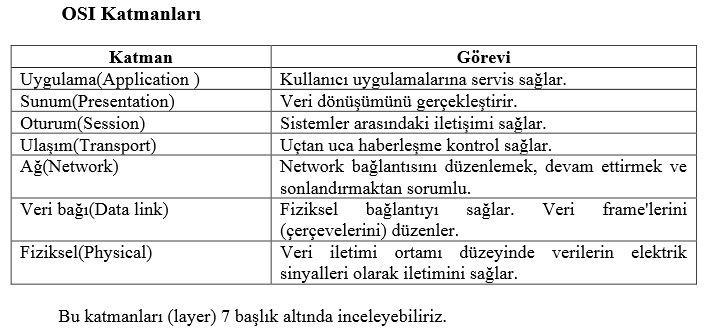 OSI Katmanları
Katman Görevi
Uygulama(Application ) Kullanıcı uygulamalarına servis sağlar.
Sunum(Presentation) Veri dönüşümünü gerçekleştirir.
Oturum(Session) Sistemler arasındaki iletişimi sağlar.
Ulaşım(Transport) Uçtan uca haberleşme kontrol sağlar.
Ağ(Network) Network bağlantısını düzenlemek, devam ettirmek ve
sonlandırmaktan sorumlu.
Veri bağı(Data link) Fiziksel bağlantıyı sağlar. Veri frame'lerini
(çerçevelerini) düzenler.
Fiziksel(Physical) Veri iletimi ortamı düzeyinde verilerin elektrik
sinyalleri olarak iletimini sağlar.
Bu katmanları (layer) 7 başlık altında inceleyebiliriz.